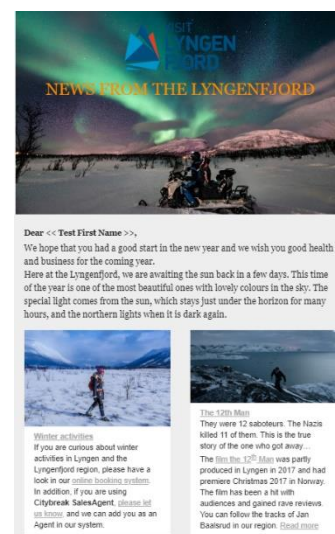 VISIT
LYNGEN
FJORD
NEWS FROM THE LYNGENFJORD
Dear << Test First Name >>,
We hope that you had a good start in the new year and we wish you good health
and business for the coming year.
Here at the Lyngenfjord, we are awaiting the sun back in a few days. This time
of the year is one of the most beautiful ones with lovely colours in the sky. The
special light comes from the sun, which stays just under the horizon for many
hours, and the northern lights when it is dark again.
Winter activities
If you are curious about winter
activities in Lyngen and the
Lyngenfjord region, please have a
look in our online booking system.
In addition, if you are using
Citybreak SalesAgent, please let
us know, and we can add you as an
Agent in our system.
The 12th Man
They were 12 saboteurs. The Nazis
killed 11 of them. This is the true
story of the one who got away…
The film the 12th Man was partly
produced in Lyngen in 2017 and had
premiere Christmas 2017 in Norway.
The film has been a hit with
audiences and gained rave reviews.
You can follow the tracks of Jan
Baalsrud in our region. Read more